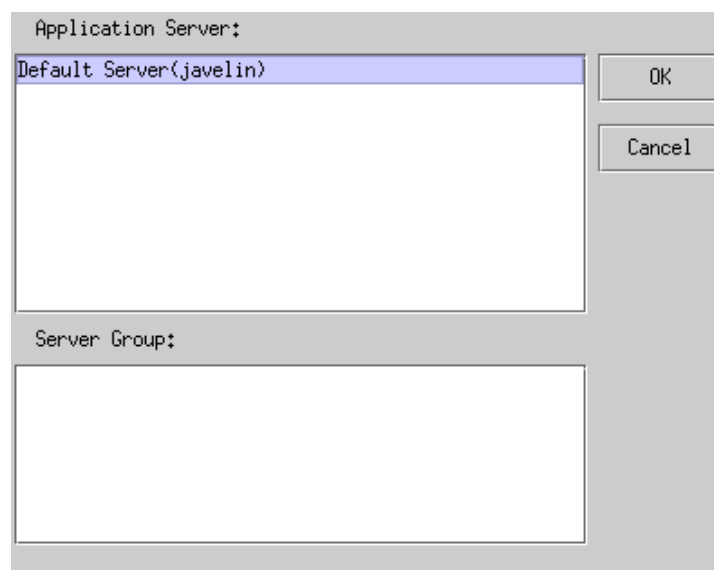 Application Server:
Default Server(javelin)
OK
Cancel
Server Group: